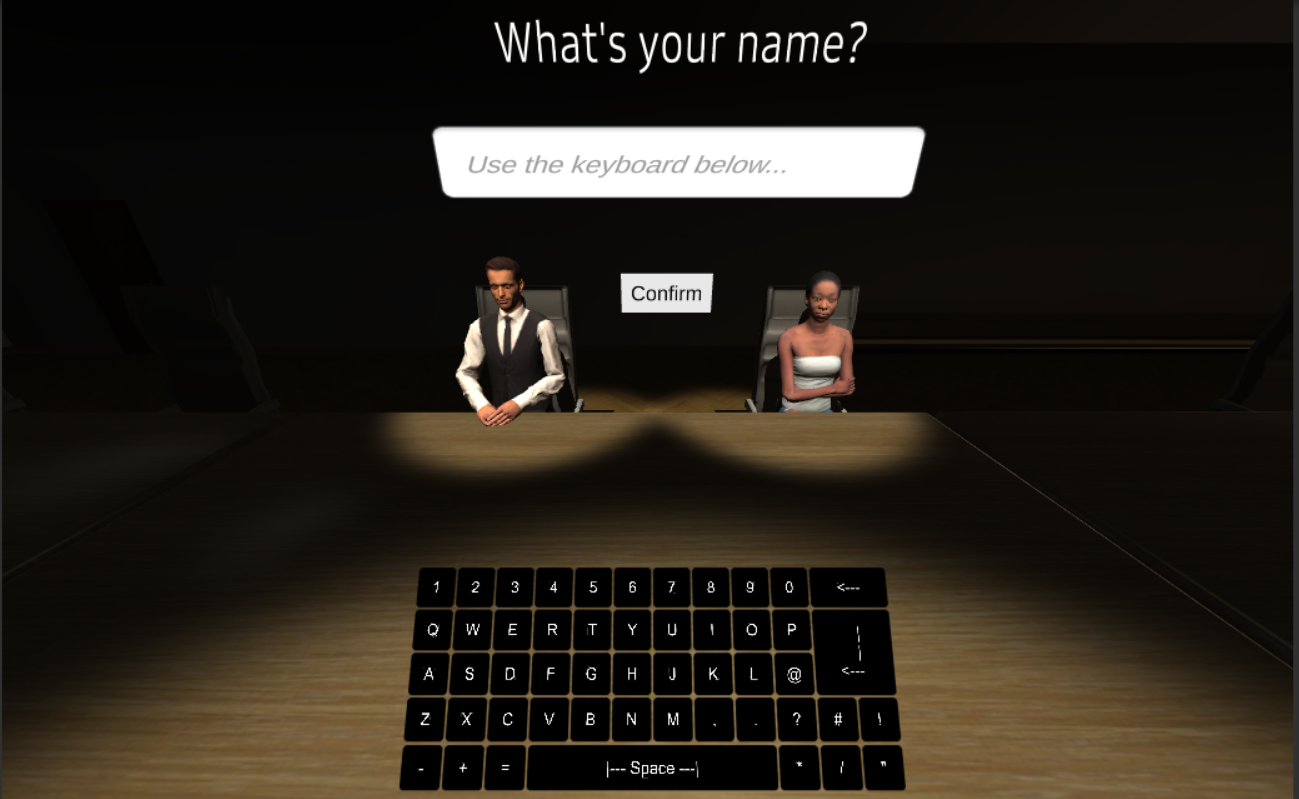 What's your name?
Use the keyboard below...
Confirm
1 2 3 4 5 6 7 8 9 0 <---
Q W E R T Y U I O P
A S D F G H J K L @ <---
Z X C V B N M , . ? # !
- + = |--- Space ---| * / "